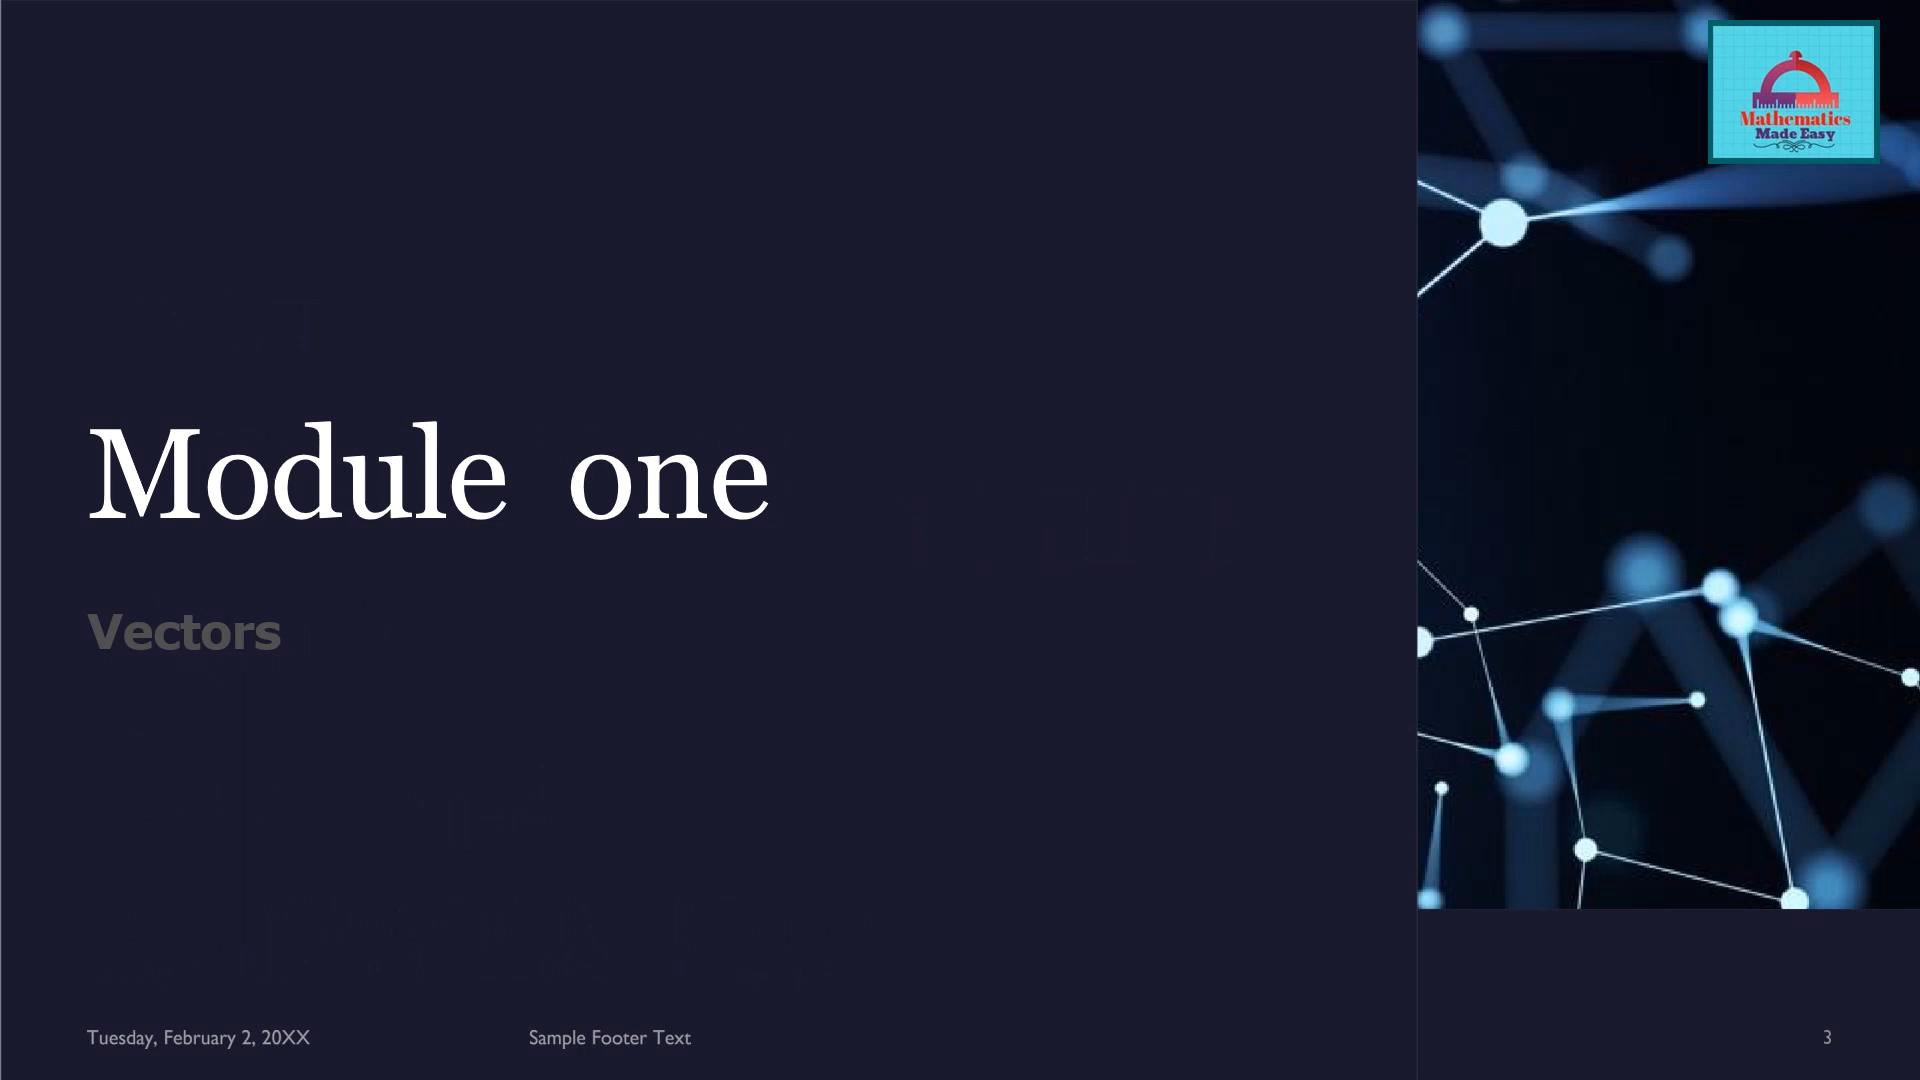 Mathematics
Made Easy
Module one
Vectors
Tuesday, February 2, 20XX
Sample Footer Text
3